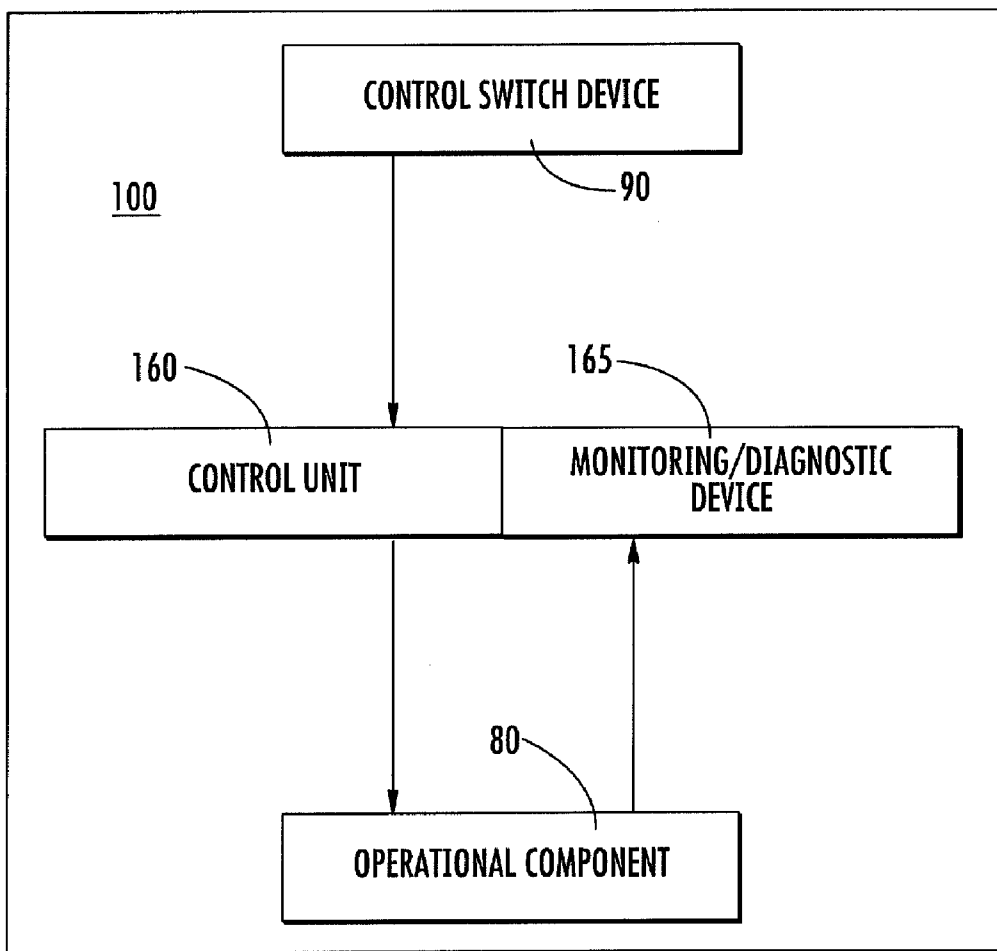 CONTROL SWITCH DEVICE
90
100
160
165
CONTROL UNIT
MONITORING/DIAGNOSTIC
DEVICE
80
OPERATIONAL COMPONENT